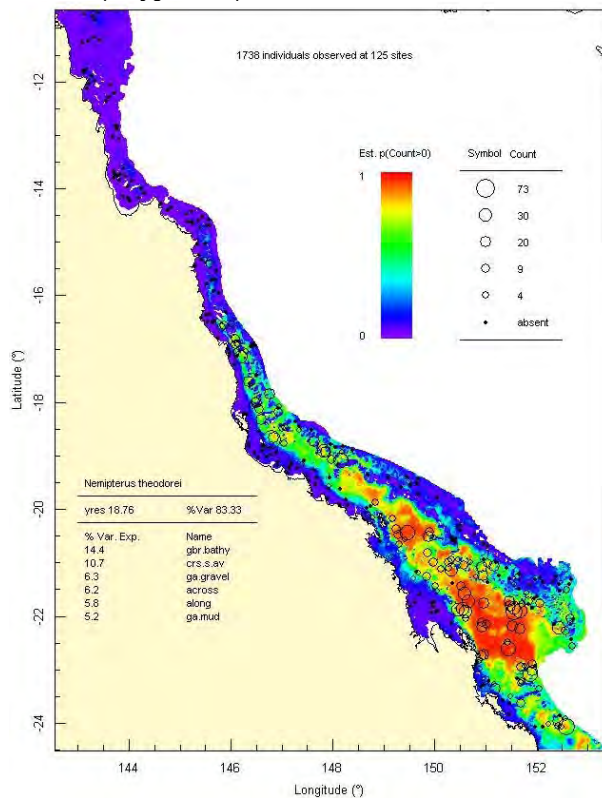 1738 individuals observed at 125 sites
Est. p(Count>0)
1
0
Symbol Count
73
30
20
9
4
absent
-12
-14
-16
-18
-20
-22
-24
Latitude (º)
Nemipterus theodorei
yres 18.76 %Var 83.33
% Var. Exp. Name
14.4 gbr.bathy
10.7 crs.s.av
6.3 ga.gravel
6.2 across
5.8 along
5.2 ga.mud
144 146 148 150 152
Longitude (º)